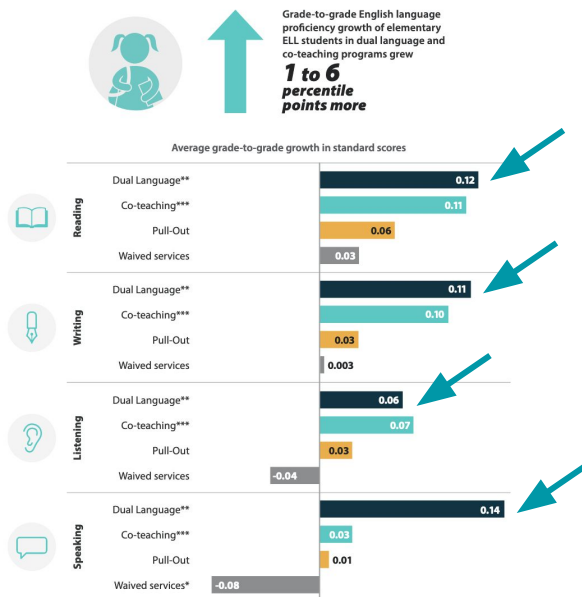 Grade-to-grade English language
proficiency growth of elementary
ELL students in dual language and
co-teaching programs grew
1 to 6
percentile
points more
Average grade-to-grade growth in standard scores
Reading
Dual Language** 0.12
Co-teaching*** 0.11
Pull-Out 0.06
Waived services 0.03
Writing
Dual Language** 0.11
Co-teaching*** 0.10
Pull-Out 0.03
Waived services 0.003
Listening
Dual Language** 0.06
Co-teaching*** 0.07
Pull-Out 0.03
Waived services -0.04
Speaking
Dual Language** 0.14
Co-teaching*** 0.03
Pull-Out 0.01
Waived services* -0.08